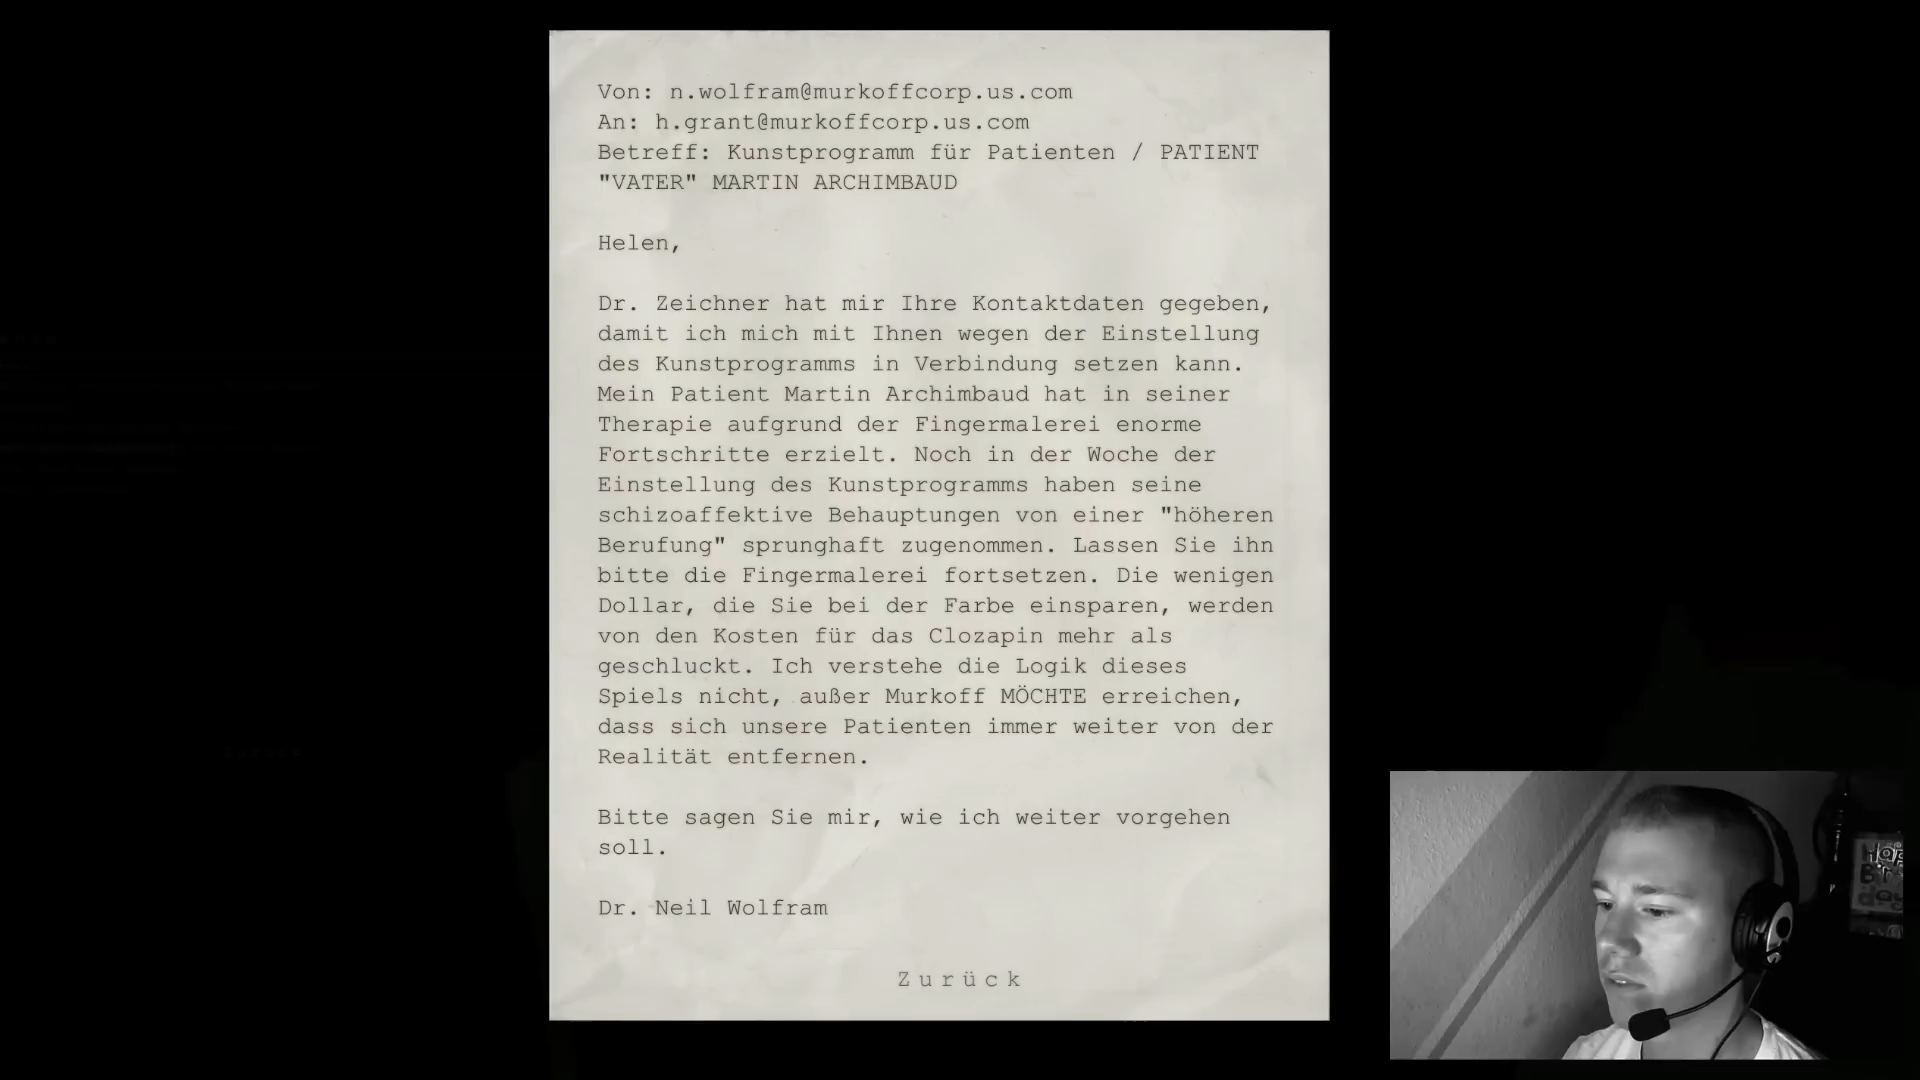 Von: n.wolfram@murkoffcorp.us.com
An: h.grant@murkoffcorp.us.com
Betreff: Kunstprogramm für Patienten / PATIENT
"VATER" MARTIN ARCHIMBAUD
Helen,
Dr. Zeichner hat mir Ihre Kontaktdaten gegeben,
damit ich mich mit Ihnen wegen der Einstellung
des Kunstprogramms in Verbindung setzen kann.
Mein Patient Martin Archimbaud hat in seiner
Therapie aufgrund der Fingermalerei enorme
Fortschritte erzielt. Noch in der Woche der
Einstellung des Kunstprogramms haben seine
schizoaffektive Behauptungen von einer "höheren
Berufung" sprunghaft zugenommen. Lassen Sie ihn
bitte die Fingermalerei fortsetzen. Die wenigen
Dollar, die Sie bei der Farbe einsparen, werden
von den Kosten für das Clozapin mehr als
geschluckt. Ich verstehe die Logik dieses
Spiels nicht, außer Murkoff MÖCHTE erreichen,
dass sich unsere Patienten immer weiter von der
Realität entfernen.
Bitte sagen Sie mir, wie ich weiter vorgehen
soll.
Dr. Neil Wolfram
Zurück